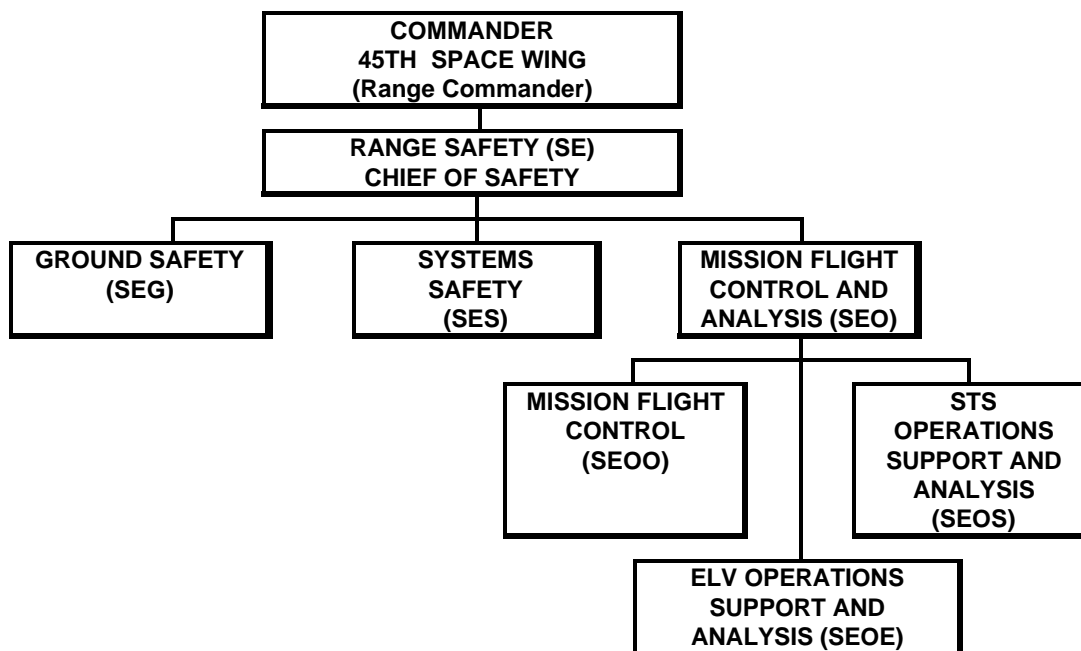 COMMANDER
45TH SPACE WING
(Range Commander)
RANGE SAFETY (SE)
CHIEF OF SAFETY
GROUND SAFETY
(SEG)
SYSTEMS
SAFETY
(SES)
MISSION FLIGHT
CONTROL AND
ANALYSIS (SEO)
MISSION FLIGHT
CONTROL
(SEOO)
STS
OPERATIONS
SUPPORT AND
ANALYSIS
(SEOS)
ELV OPERATIONS
SUPPORT AND
ANALYSIS (SEOE)